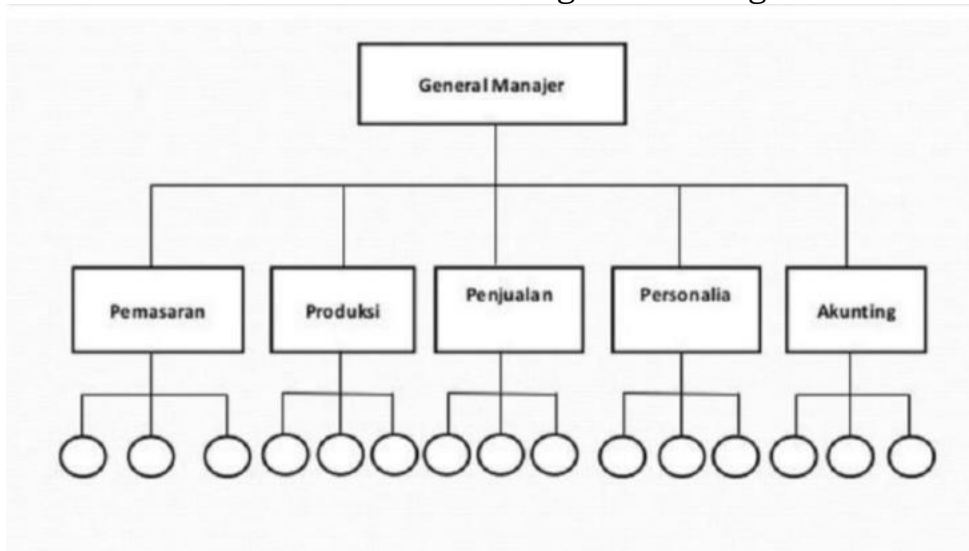 General Manajer
Pemasaran
Produksi
Penjualan
Personalia
Akunting